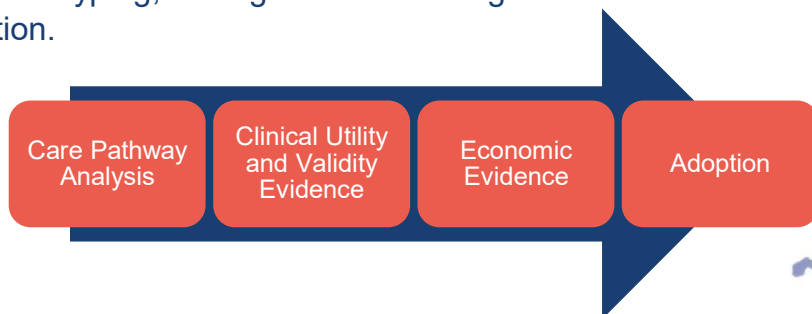 tion.
Care Pathway
Analysis
Clinical Utility
and Validity
Evidence
Economic
Evidence
Adoption